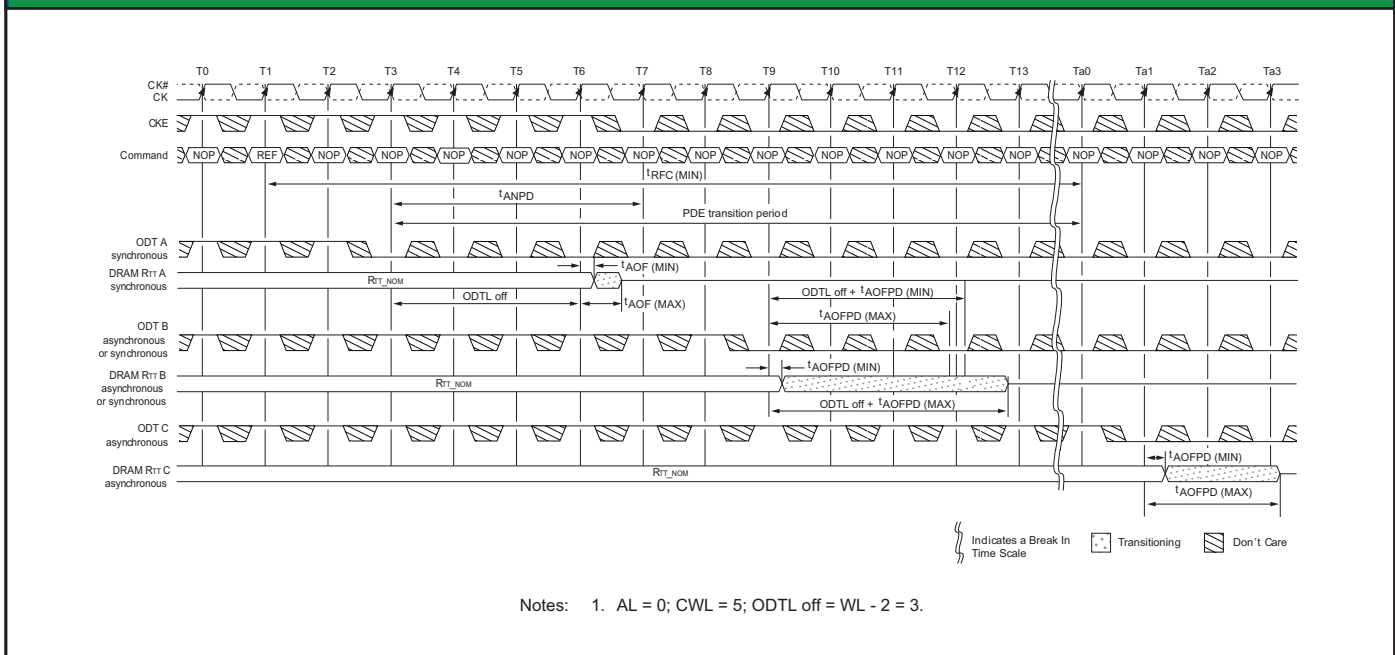 T0 T1 T2 T3 T4 T5 T6 T7 T8 T9 T10 T11 T12 T13 Ta0 Ta1 Ta2 Ta3
CK#
CK
CKE
Command NOP REF NOP NOP NOP NOP NOP NOP NOP NOP NOP NOP NOP NOP NOP NOP NOP NOP
tRFC (MIN)
tANPD
PDE transition period
ODT A
synchronous
tAOF (MIN)
DRAM RTT A
synchronous
RTT_NOM
ODTL off
tAOF (MAX)
ODTL off + tAOFPD (MIN)
tAOFPD (MAX)
ODT B
asynchronous
or synchronous
tAOFPD (MIN)
DRAM RTT B
asynchronous
or synchronous
RTT_NOM
ODTL off + tAOFPD (MAX)
ODT C
asynchronous
tAOFPD (MIN)
DRAM RTT C
asynchronous
RTT_NOM
tAOFPD (MAX)
Indicates a Break In
Time Scale
Transitioning
Don't Care
Notes: 1. AL = 0; CWL = 5; ODTL off = WL - 2 = 3.